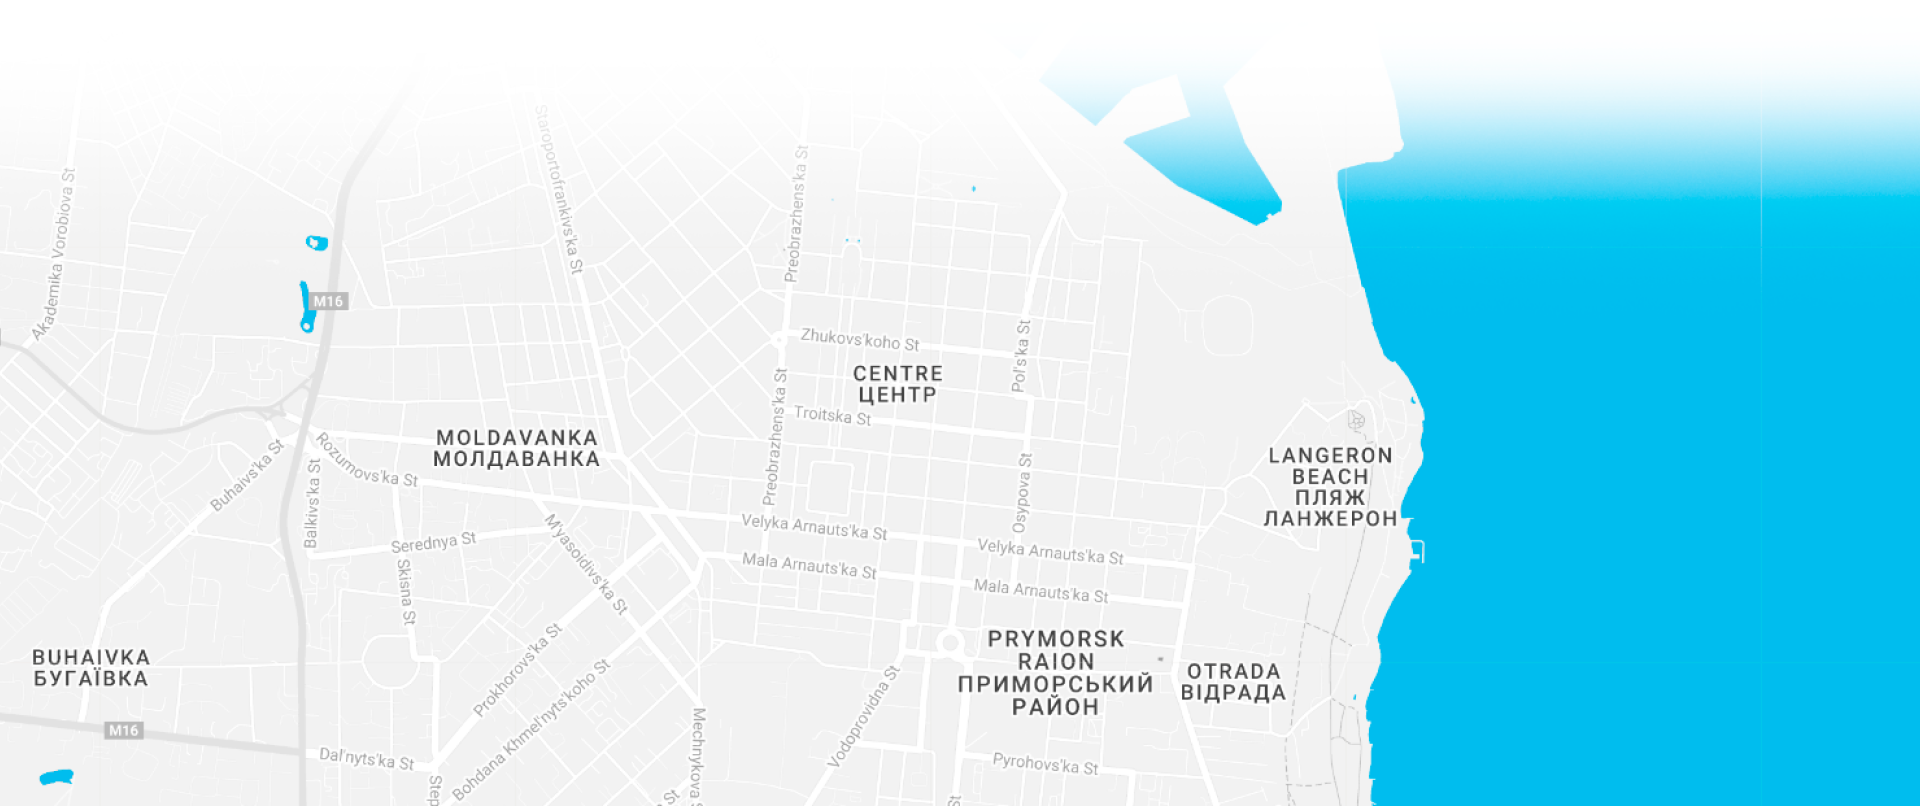 Staroportofrankivs'ka St
Preobrazhens'ka St
Akademika Vorobiova St
M16
Zhukovs'koho St
Pol's'ka St
CENTRE
ЦЕНТР
Preobrazhens'ka St
Troitska St
MOLDAVANKA
МОЛДАВАНКА
Rozumovs'ka St
Buhaivs'ka St
Balkivs'ka St
LANGERON
BEACH
ПЛЯЖ
ЛАНЖЕРОН
Osypova St
Velyka Arnauts'ka St
Velyka Arnauts'ka St
Serednya St
M'yasoidivs'ka St
Skisna St
Mala Arnauts'ka St
Mala Arnauts'ka St
PRYMORSK
RAION
ПРИМОРСЬКИЙ
РАЙОН
OTRADA
ВІДРАДА
BUHAIVKA
БУГАЇВКА
Prokhorovs'ka St
Bohdana Khmel'nyts'koho St
Vodoprovidna St
Mechnykova S
M16
Dal'nyts'ka St
Step
Pyrohovs'ka St
St
St